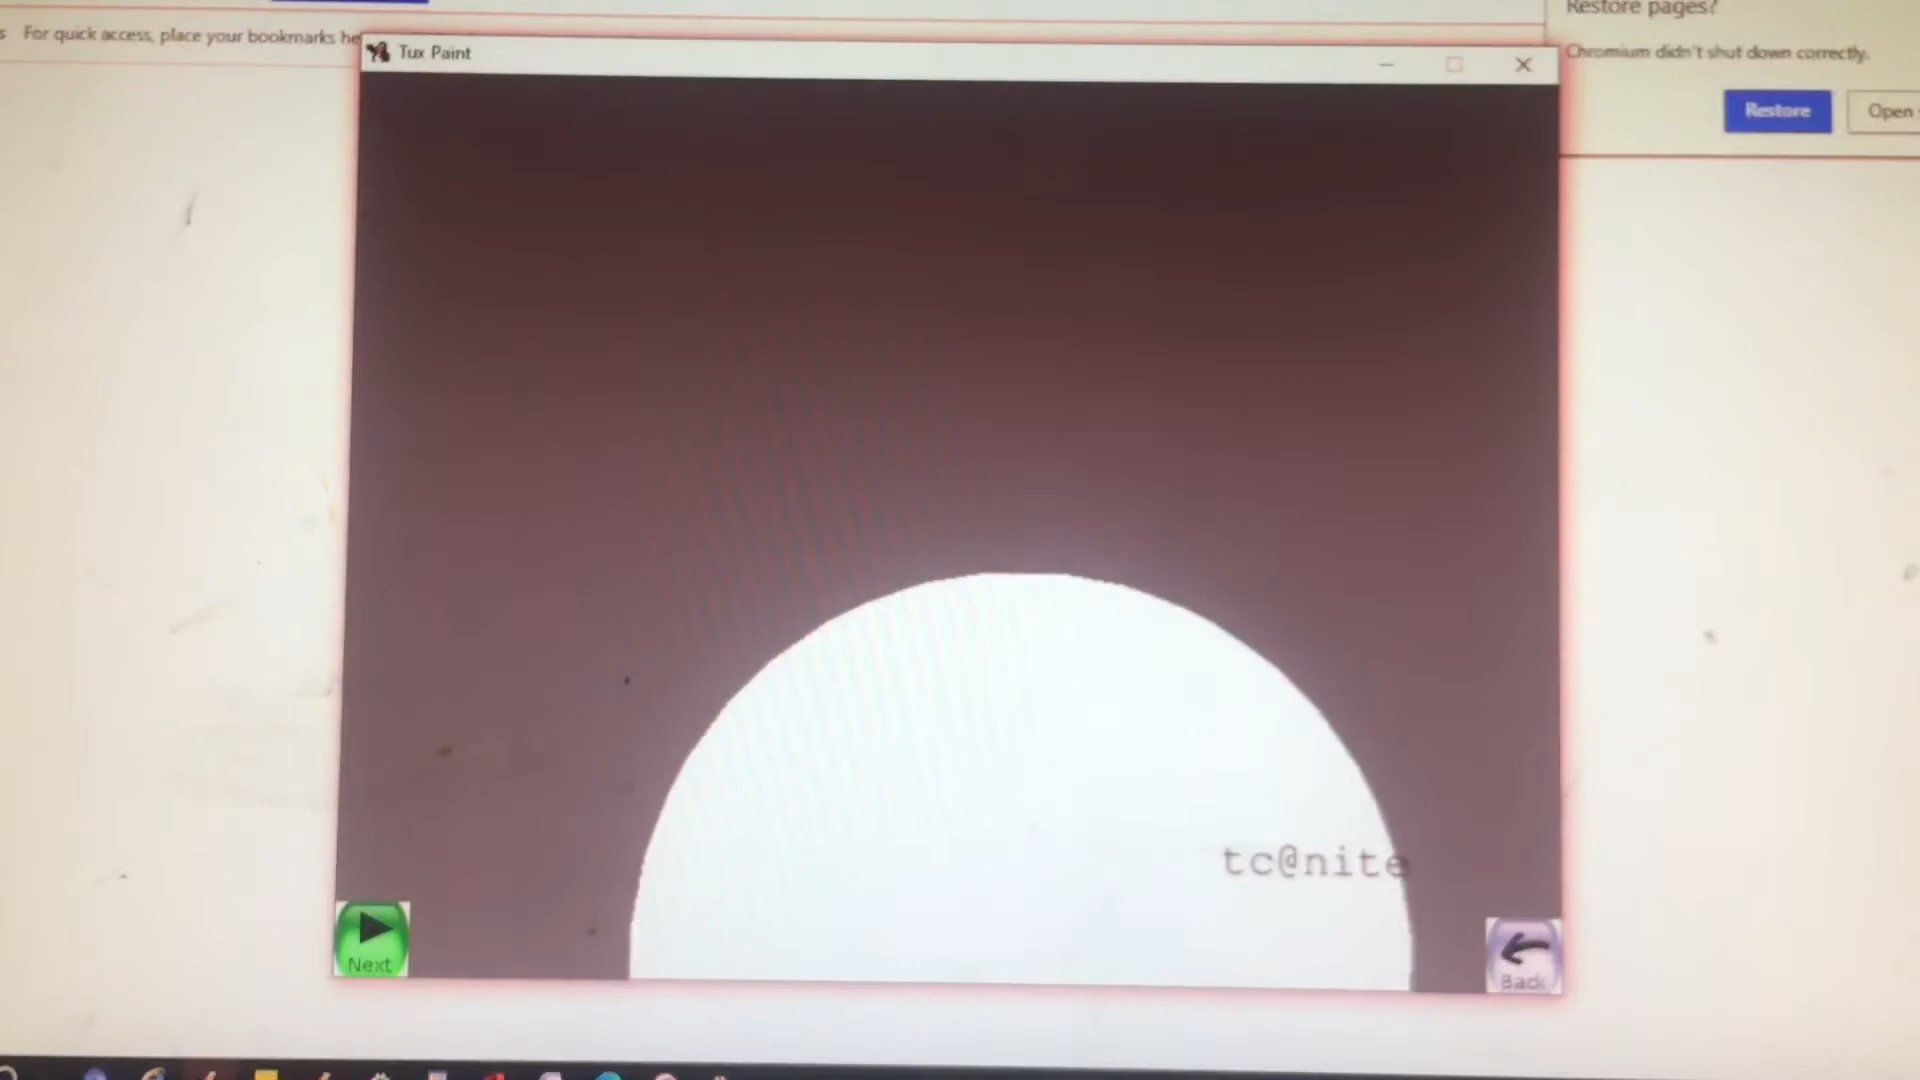 Restore pages?
For quick access, place your bookmarks he
Tux Paint
Chromium didn't shut down correctly.
Restore
Open
tc@nite
Next
Back